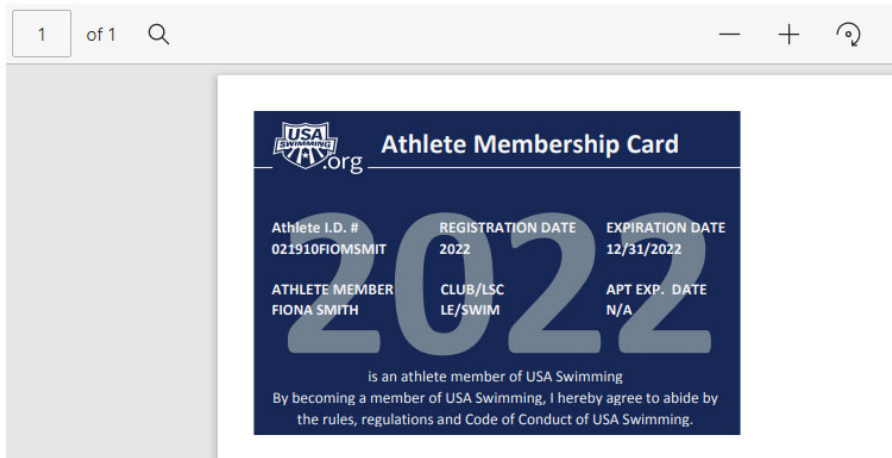 1 of 1
USA
SWIMMING
.org
Athlete Membership Card
2022
Athlete I.D. # REGISTRATION DATE EXPIRATION DATE
021910FIOMSMIT 2022 12/31/2022
ATHLETE MEMBER CLUB/LSC APT EXP. DATE
FIONA SMITH LE/SWIM N/A
is an athlete member of USA Swimming
By becoming a member of USA Swimming, I hereby agree to abide by
the rules, regulations and Code of Conduct of USA Swimming.